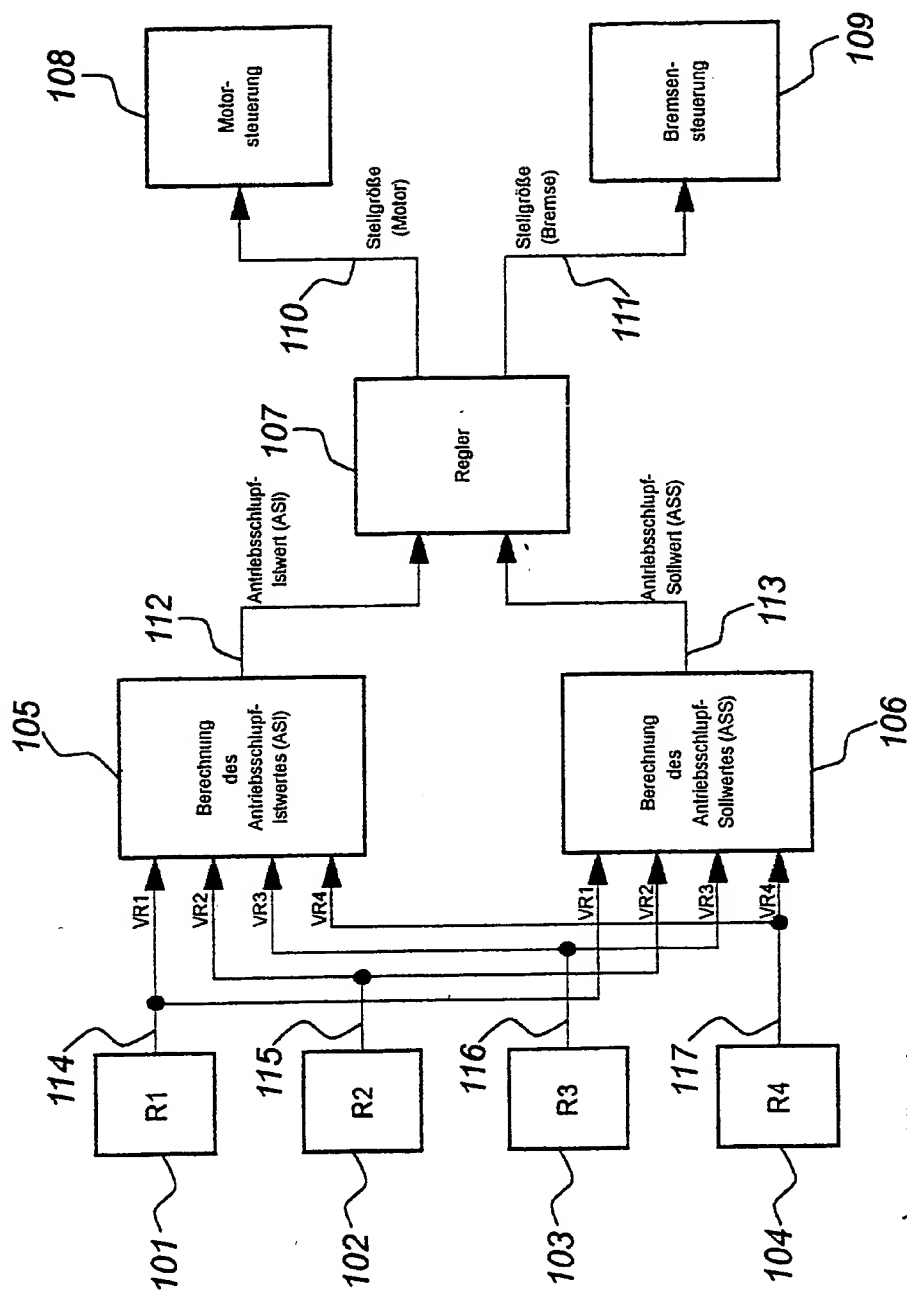 101
R1
114
102
R2
115
103
R3
116
104
R4
117
VR1
VR2
VR3
VR4
105
Berechnung
des
Antriebsschlupf-
Istwertes (ASI)
112
Antriebsschlupf-
Istwert (ASI)
VR1
VR2
VR3
VR4
Berechnung
des
Antriebsschlupf-
Sollwertes (ASS)
106
113
Antriebsschlupf-
Sollwert (ASS)
107
Regler
110
Stellgröße
(Motor)
Stellgröße
(Bremse)
111
108
Motor-
steuerung
Bremsen-
steuerung
109